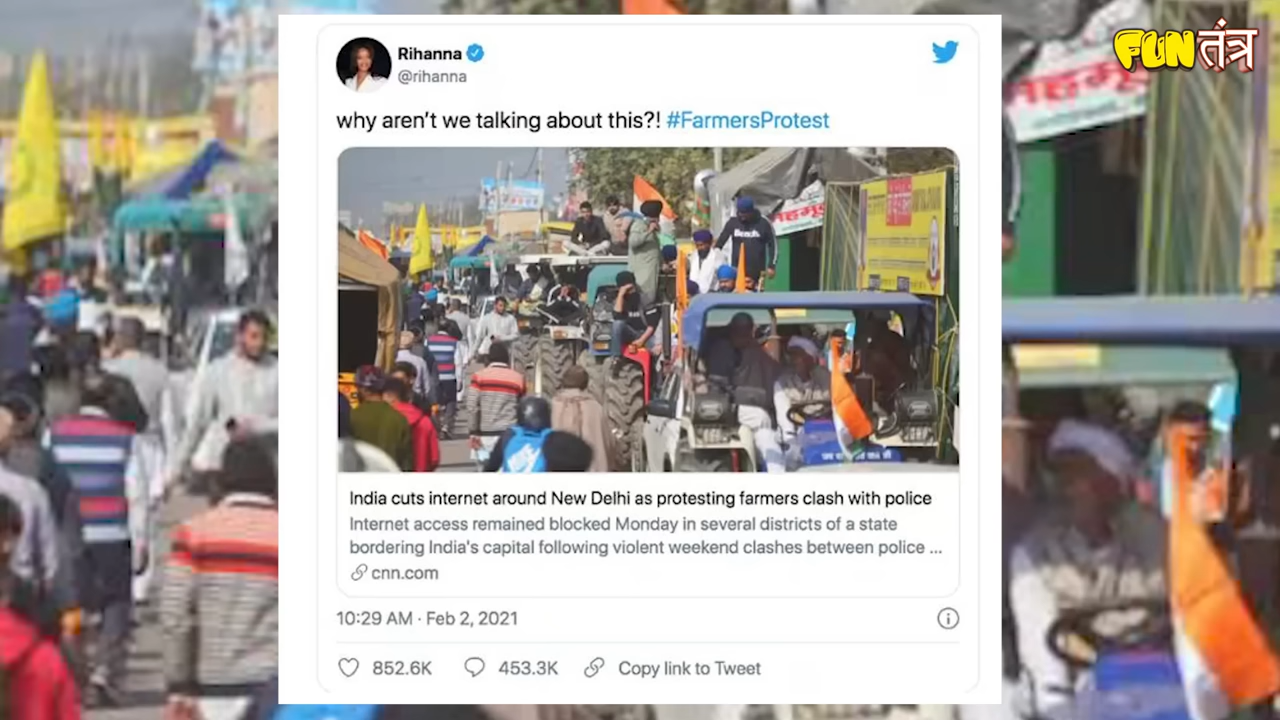 FUNतंत्र
Rihanna
@rihanna
why aren't we talking about this?! #FarmersProtest
Bench.
India cuts internet around New Delhi as protesting farmers clash with police
Internet access remained blocked Monday in several districts of a state
bordering India's capital following violent weekend clashes between police ...
cnn.com
10:29 AM · Feb 2, 2021
852.6K 453.3K Copy link to Tweet